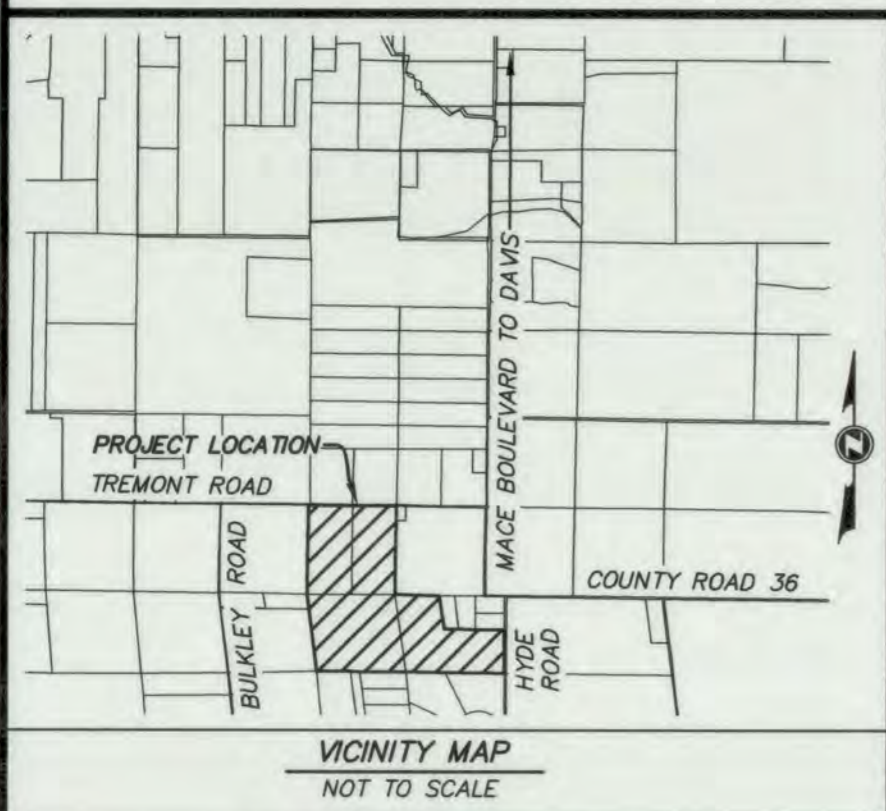 MACE BOULEVARD TO DAVIS
PROJECT LOCATION
TREMONT ROAD
BULKLEY ROAD
COUNTY ROAD 36
HYDE
ROAD
VICINITY MAP
NOT TO SCALE
N